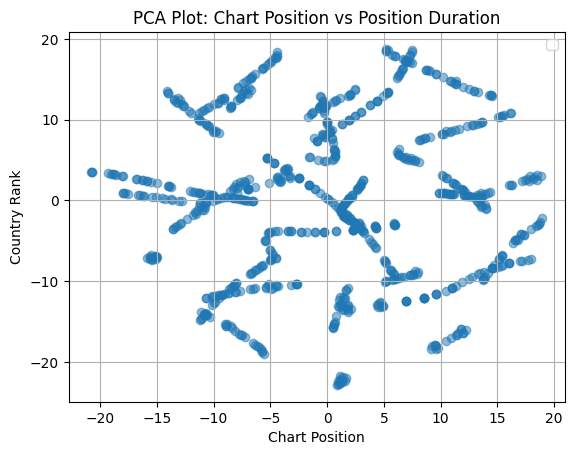 PCA Plot: Chart Position vs Position Duration
20
10
0
−10
−20
Country Rank
−20 −15 −10 −5 0 5 10 15 20
Chart Position